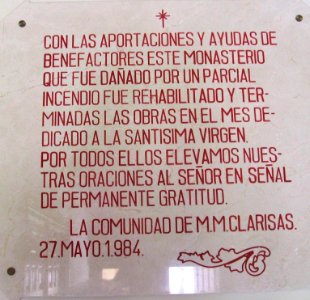 CON LAS APORTACIONES Y AYUDAS DE
BENEFACTORES ESTE MONASTERIO
QUE FUE DAÑADO POR UN PARCIAL
INCENDIO FUE REHABILITADO Y TER-
MINADAS LAS OBRAS EN EL MES DE-
DICADO A LA SANTISIMA VIRGEN.
POR TODOS ELLOS ELEVAMOS NUES-
TRAS ORACIONES AL SEÑOR EN SEÑAL
DE PERMANENTE GRATITUD.
LA COMUNIDAD DE M.M.CLARISAS.
27.MAYO.1.984.